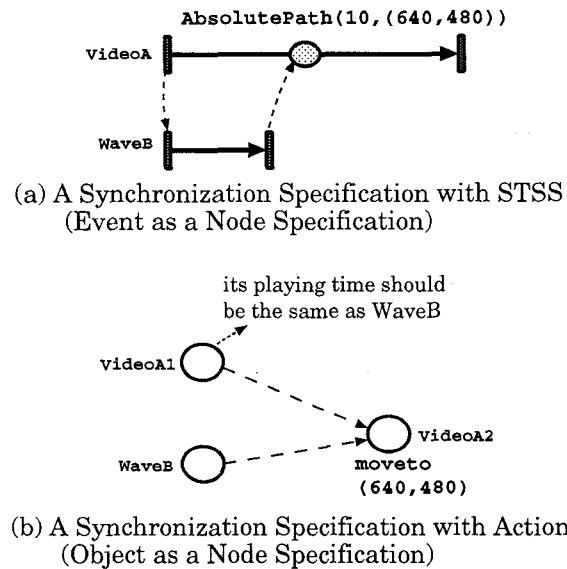 AbsolutePath(10,(640,480))
VideoA
WaveB
(a) A Synchronization Specification with STSS
(Event as a Node Specification)
its playing time should
be the same as WaveB
VideoA1
VideoA2
WaveB
moveto
(640,480)
(b) A Synchronization Specification with Action
(Object as a Node Specification)